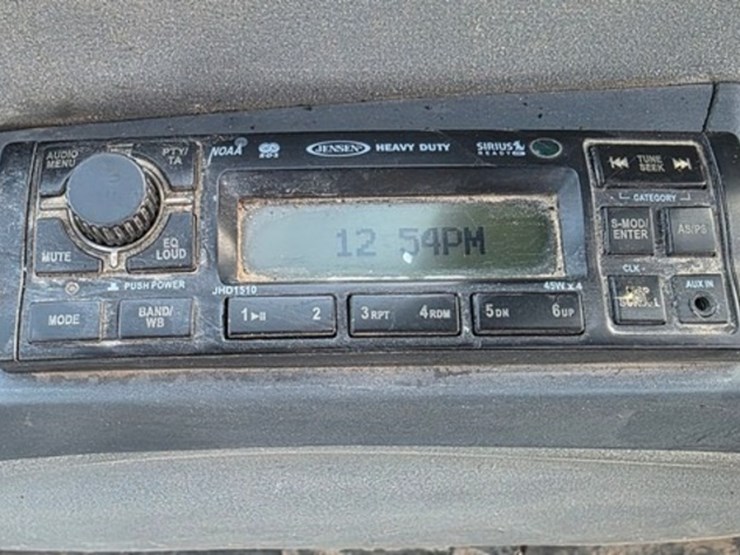 AUDIO
MENU
PTY/
TA
MUTE
EQ
LOUD
PUSH POWER
MODE
BAND/
WB
NOAA
JENSEN® HEAVY DUTY
SIRIUS
READY
12 54PM
JHD1510
45W x 4
1 2
3 RPT 4 RDM
5 DN 6 UP
TUNE
SEEK
CATEGORY
S-MOD/
ENTER
AS/PS
CLK
AUX IN